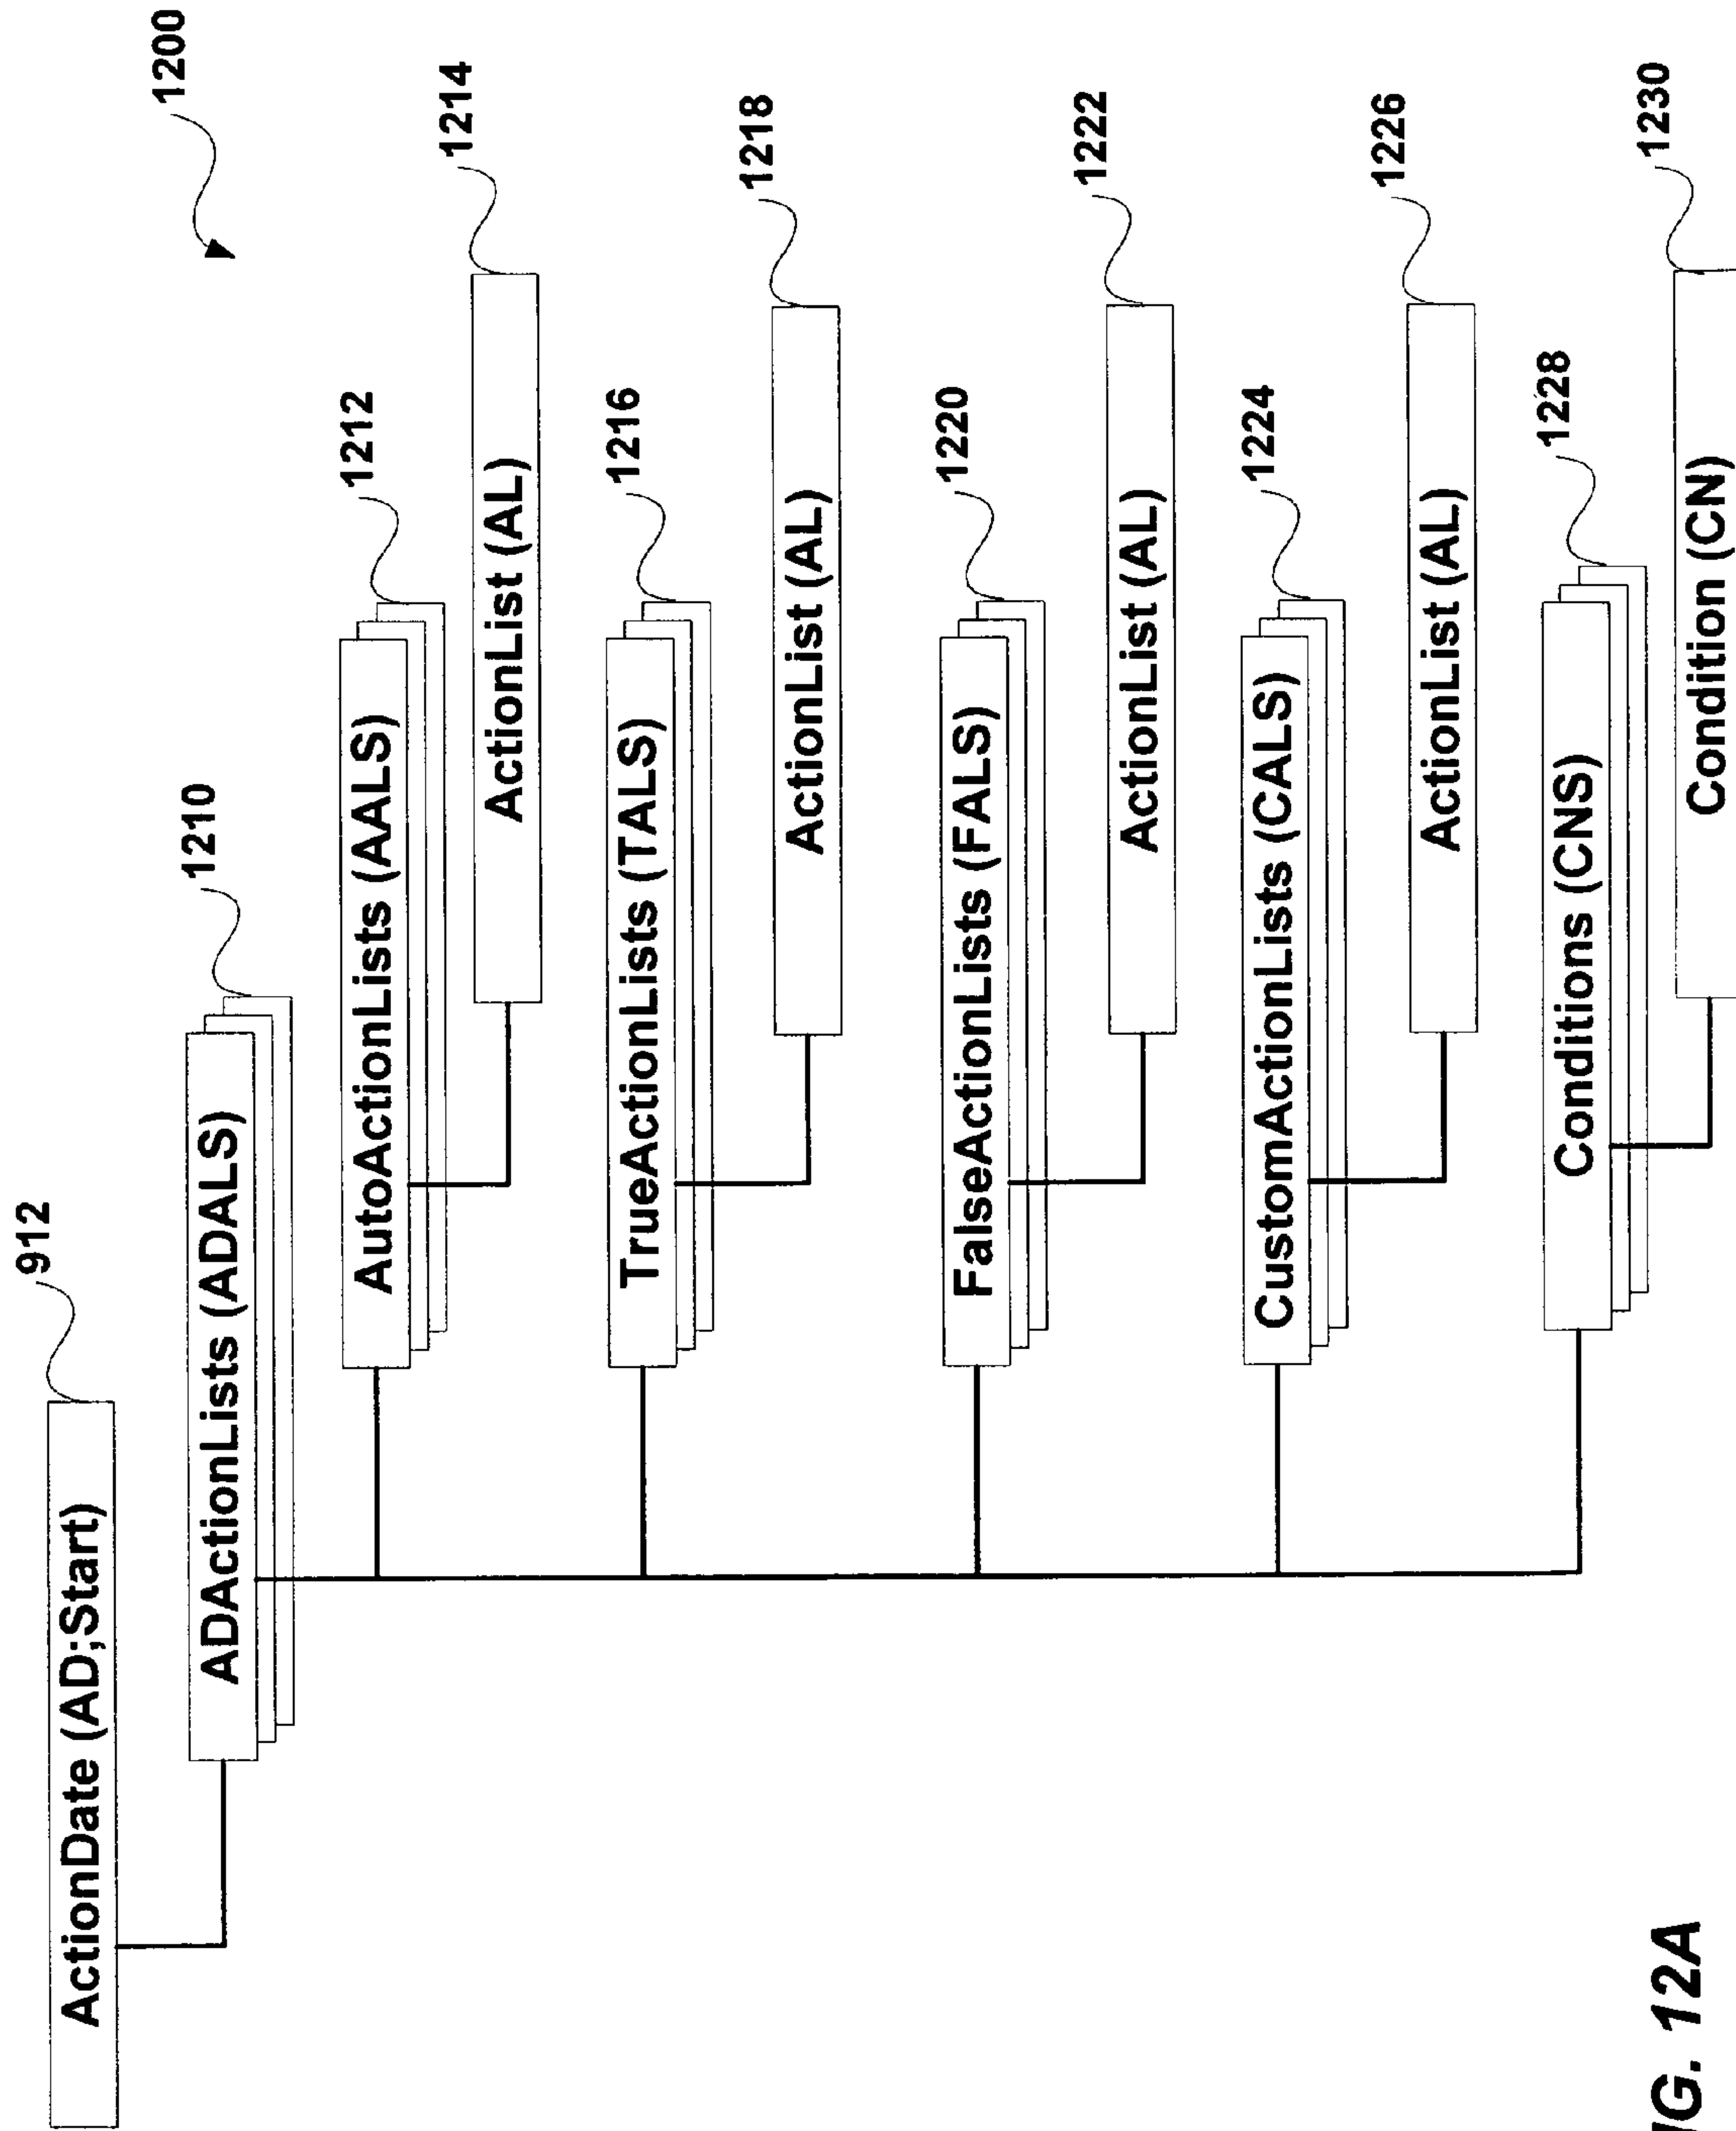 1200
912
ActionDate (AD;Start)
1210
ADActionLists (ADALS)
1212
AutoActionLists (AALS)
1214
ActionList (AL)
1216
TrueActionLists (TALS)
1218
ActionList (AL)
1220
FalseActionLists (FALS)
1222
ActionList (AL)
1224
CustomActionLists (CALS)
1226
ActionList (AL)
1228
Conditions (CNS)
1230
Condition (CN)
IG. 12A